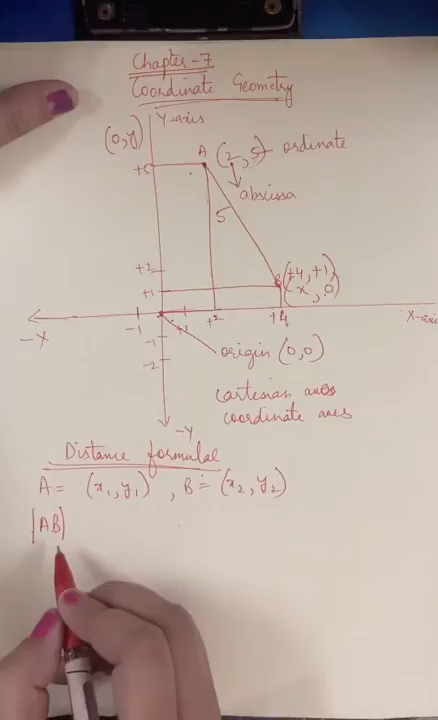 Chapter-7
Coordinate Geometry
Y-axis
(0,y)
A (2,5) ordinate
+5
abscissa
5
+2
(+4,+1)
+1
(x,0)
-X
-1
+1
+2
+4
X-axis
-1
origin (0,0)
-2
cartesian axes
coordinate axes
-Y
Distance formula
A = (x₁,y₁) , B = (x₂,y₂)
|AB|